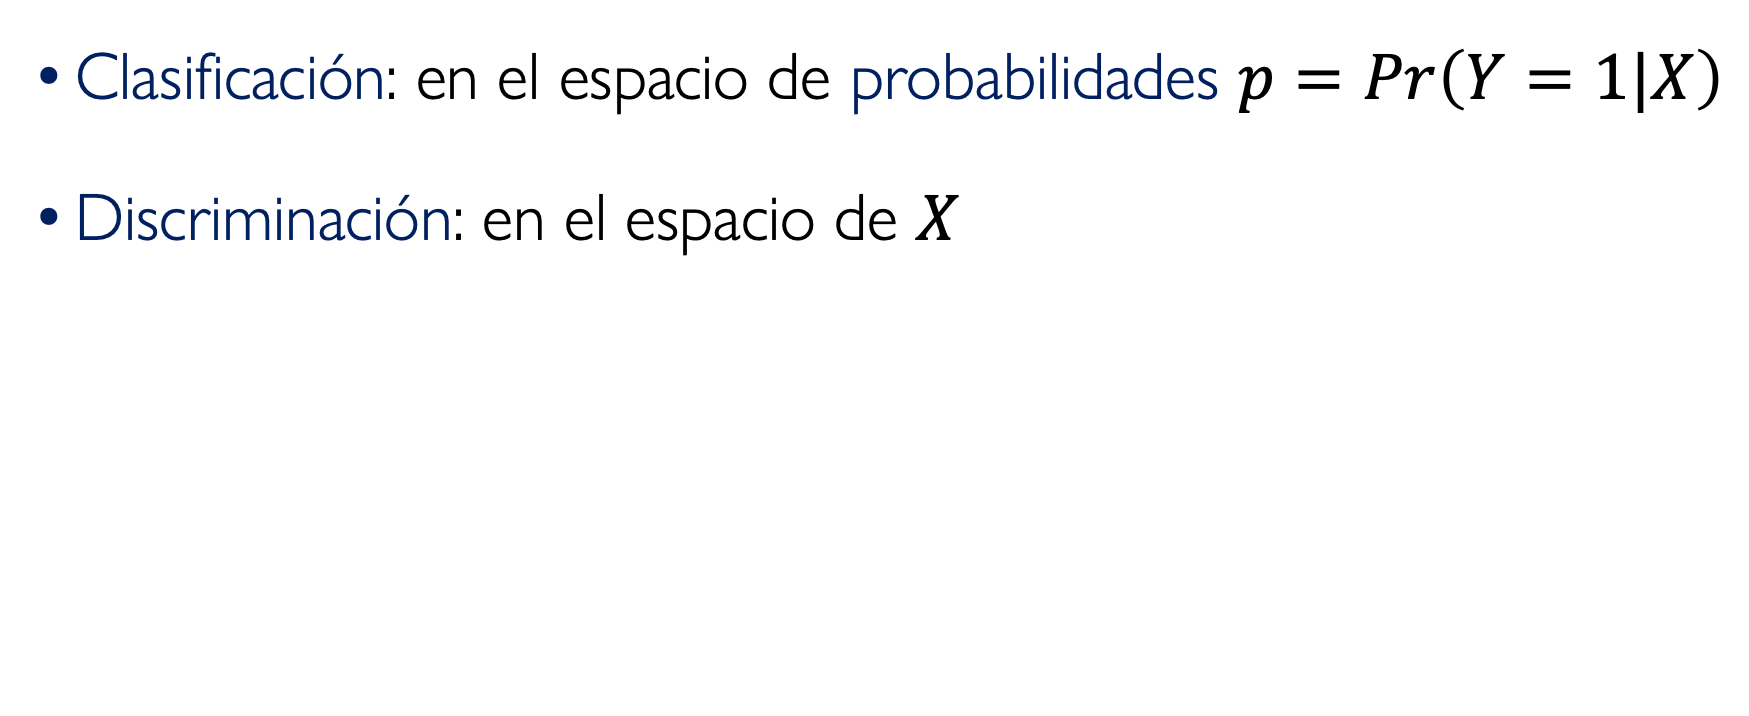 • Clasificación: en el espacio de probabilidades p = Pr(Y = 1|X)
• Discriminación: en el espacio de X